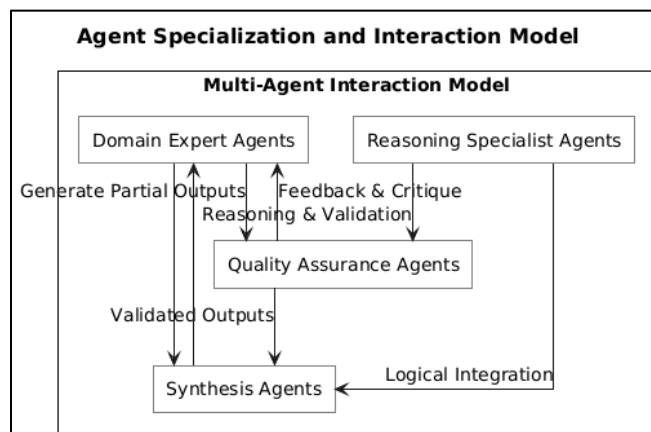 Agent Specialization and Interaction Model
Multi-Agent Interaction Model
Domain Expert Agents
Reasoning Specialist Agents
Generate Partial Outputs
Feedback & Critique
Reasoning & Validation
Quality Assurance Agents
Validated Outputs
Logical Integration
Synthesis Agents